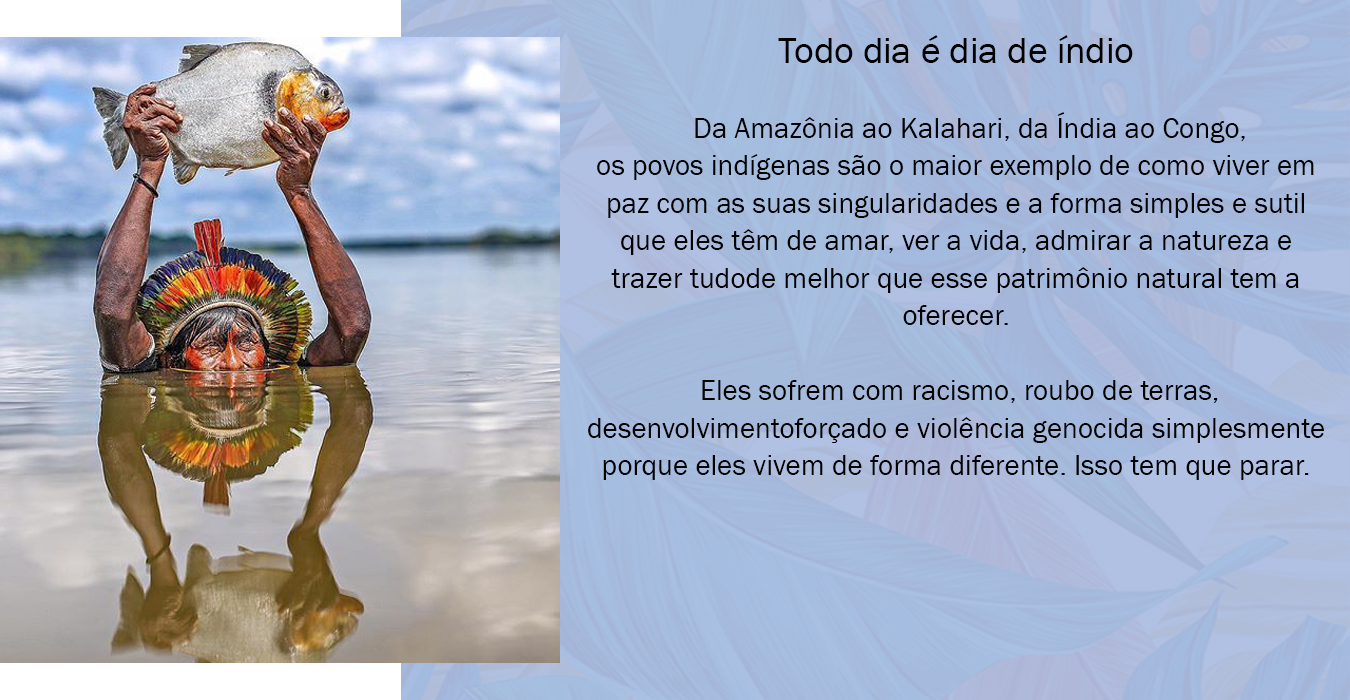 Todo dia é dia de índio
Da Amazônia ao Kalahari, da Índia ao Congo,
os povos indígenas são o maior exemplo de como viver em
paz com as suas singularidades e a forma simples e sutil
que eles têm de amar, ver a vida, admirar a natureza e
trazer tudode melhor que esse patrimônio natural tem a
oferecer.
Eles sofrem com racismo, roubo de terras,
desenvolvimentoforçado e violência genocida simplesmente
porque eles vivem de forma diferente. Isso tem que parar.